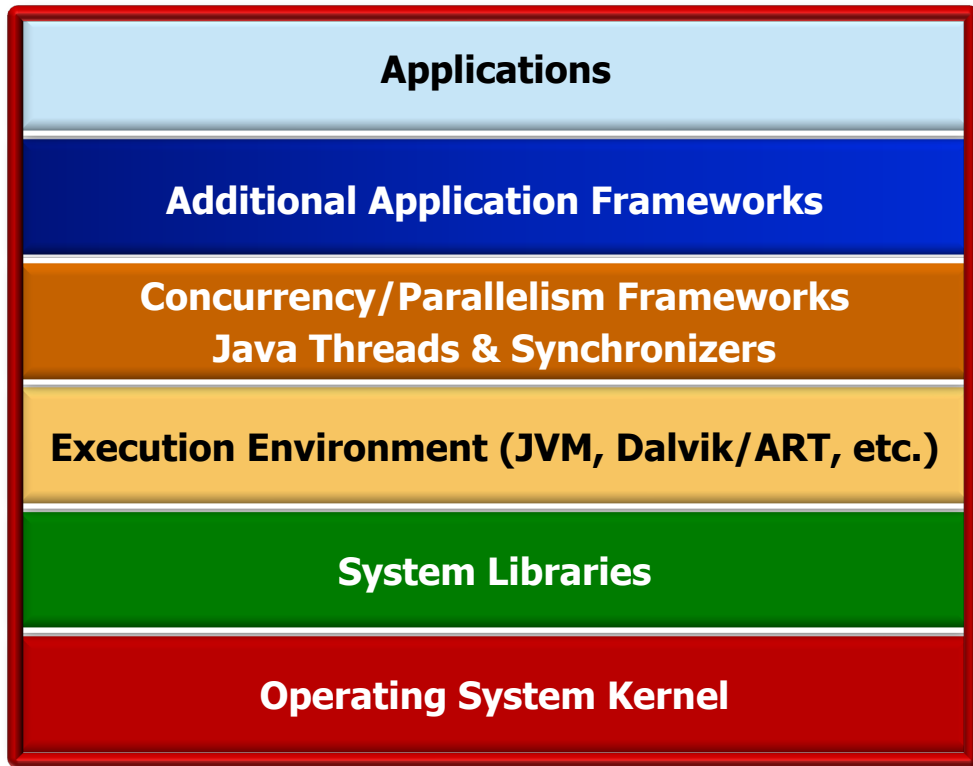 Applications
Additional Application Frameworks
Concurrency/Parallelism Frameworks
Java Threads & Synchronizers
Execution Environment (JVM, Dalvik/ART, etc.)
System Libraries
Operating System Kernel